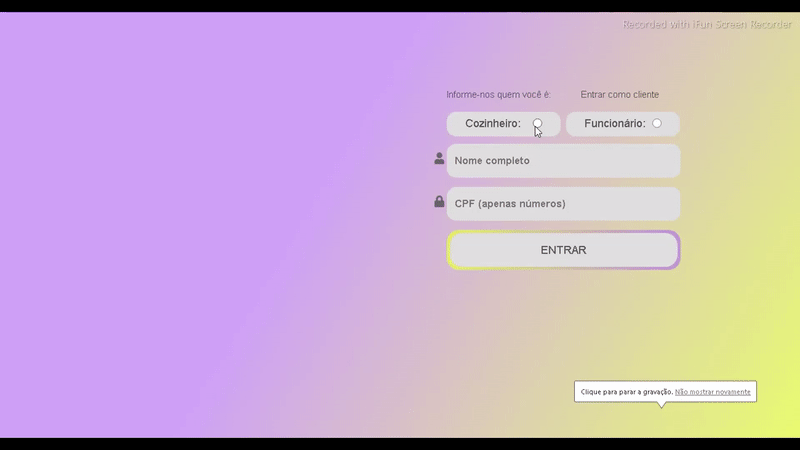 Recorded with iFun Screen Recorder
Informe-nos quem você é: Entrar como cliente
Cozinheiro: Funcionário:
Nome completo
CPF (apenas números)
ENTRAR
Clique para parar a gravação. Não mostrar novamente